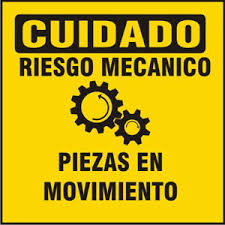 CUIDADO
RIESGO MECANICO
PIEZAS EN
MOVIMIENTO